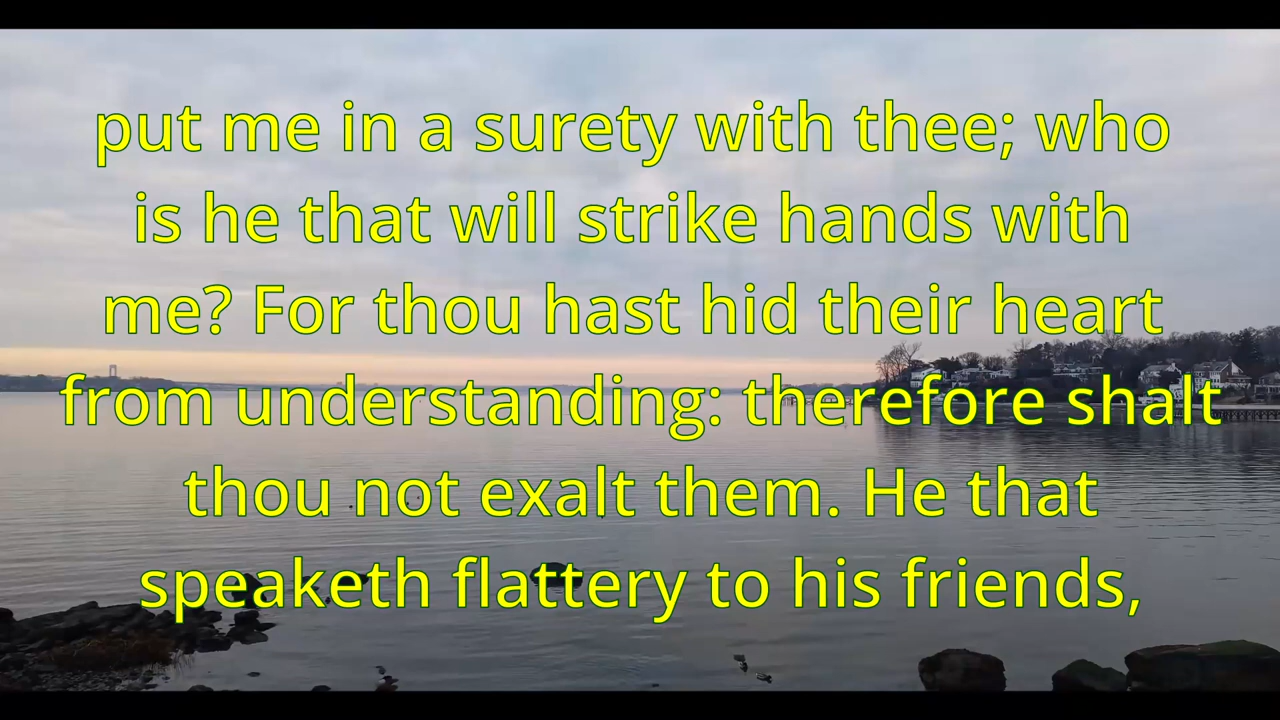 put me in a surety with thee; who
is he that will strike hands with
me? For thou hast hid their heart
from understanding: therefore shalt
thou not exalt them. He that
speaketh flattery to his friends,